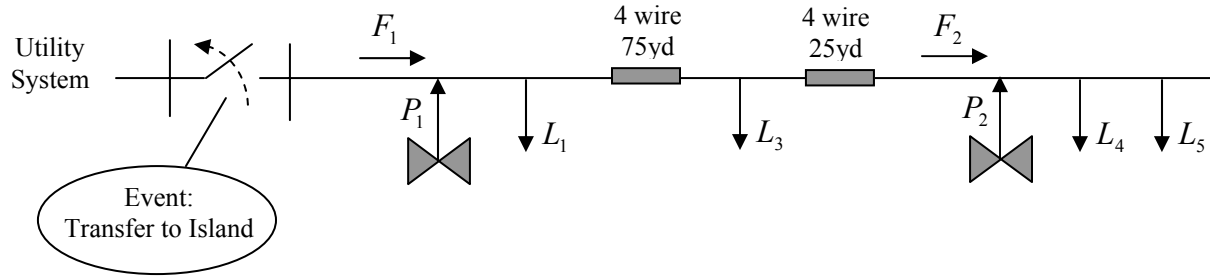 Utility
System
F1
P1
L1
4 wire
75yd
L3
4 wire
25yd
F2
P2
L4
L5
Event:
Transfer to Island